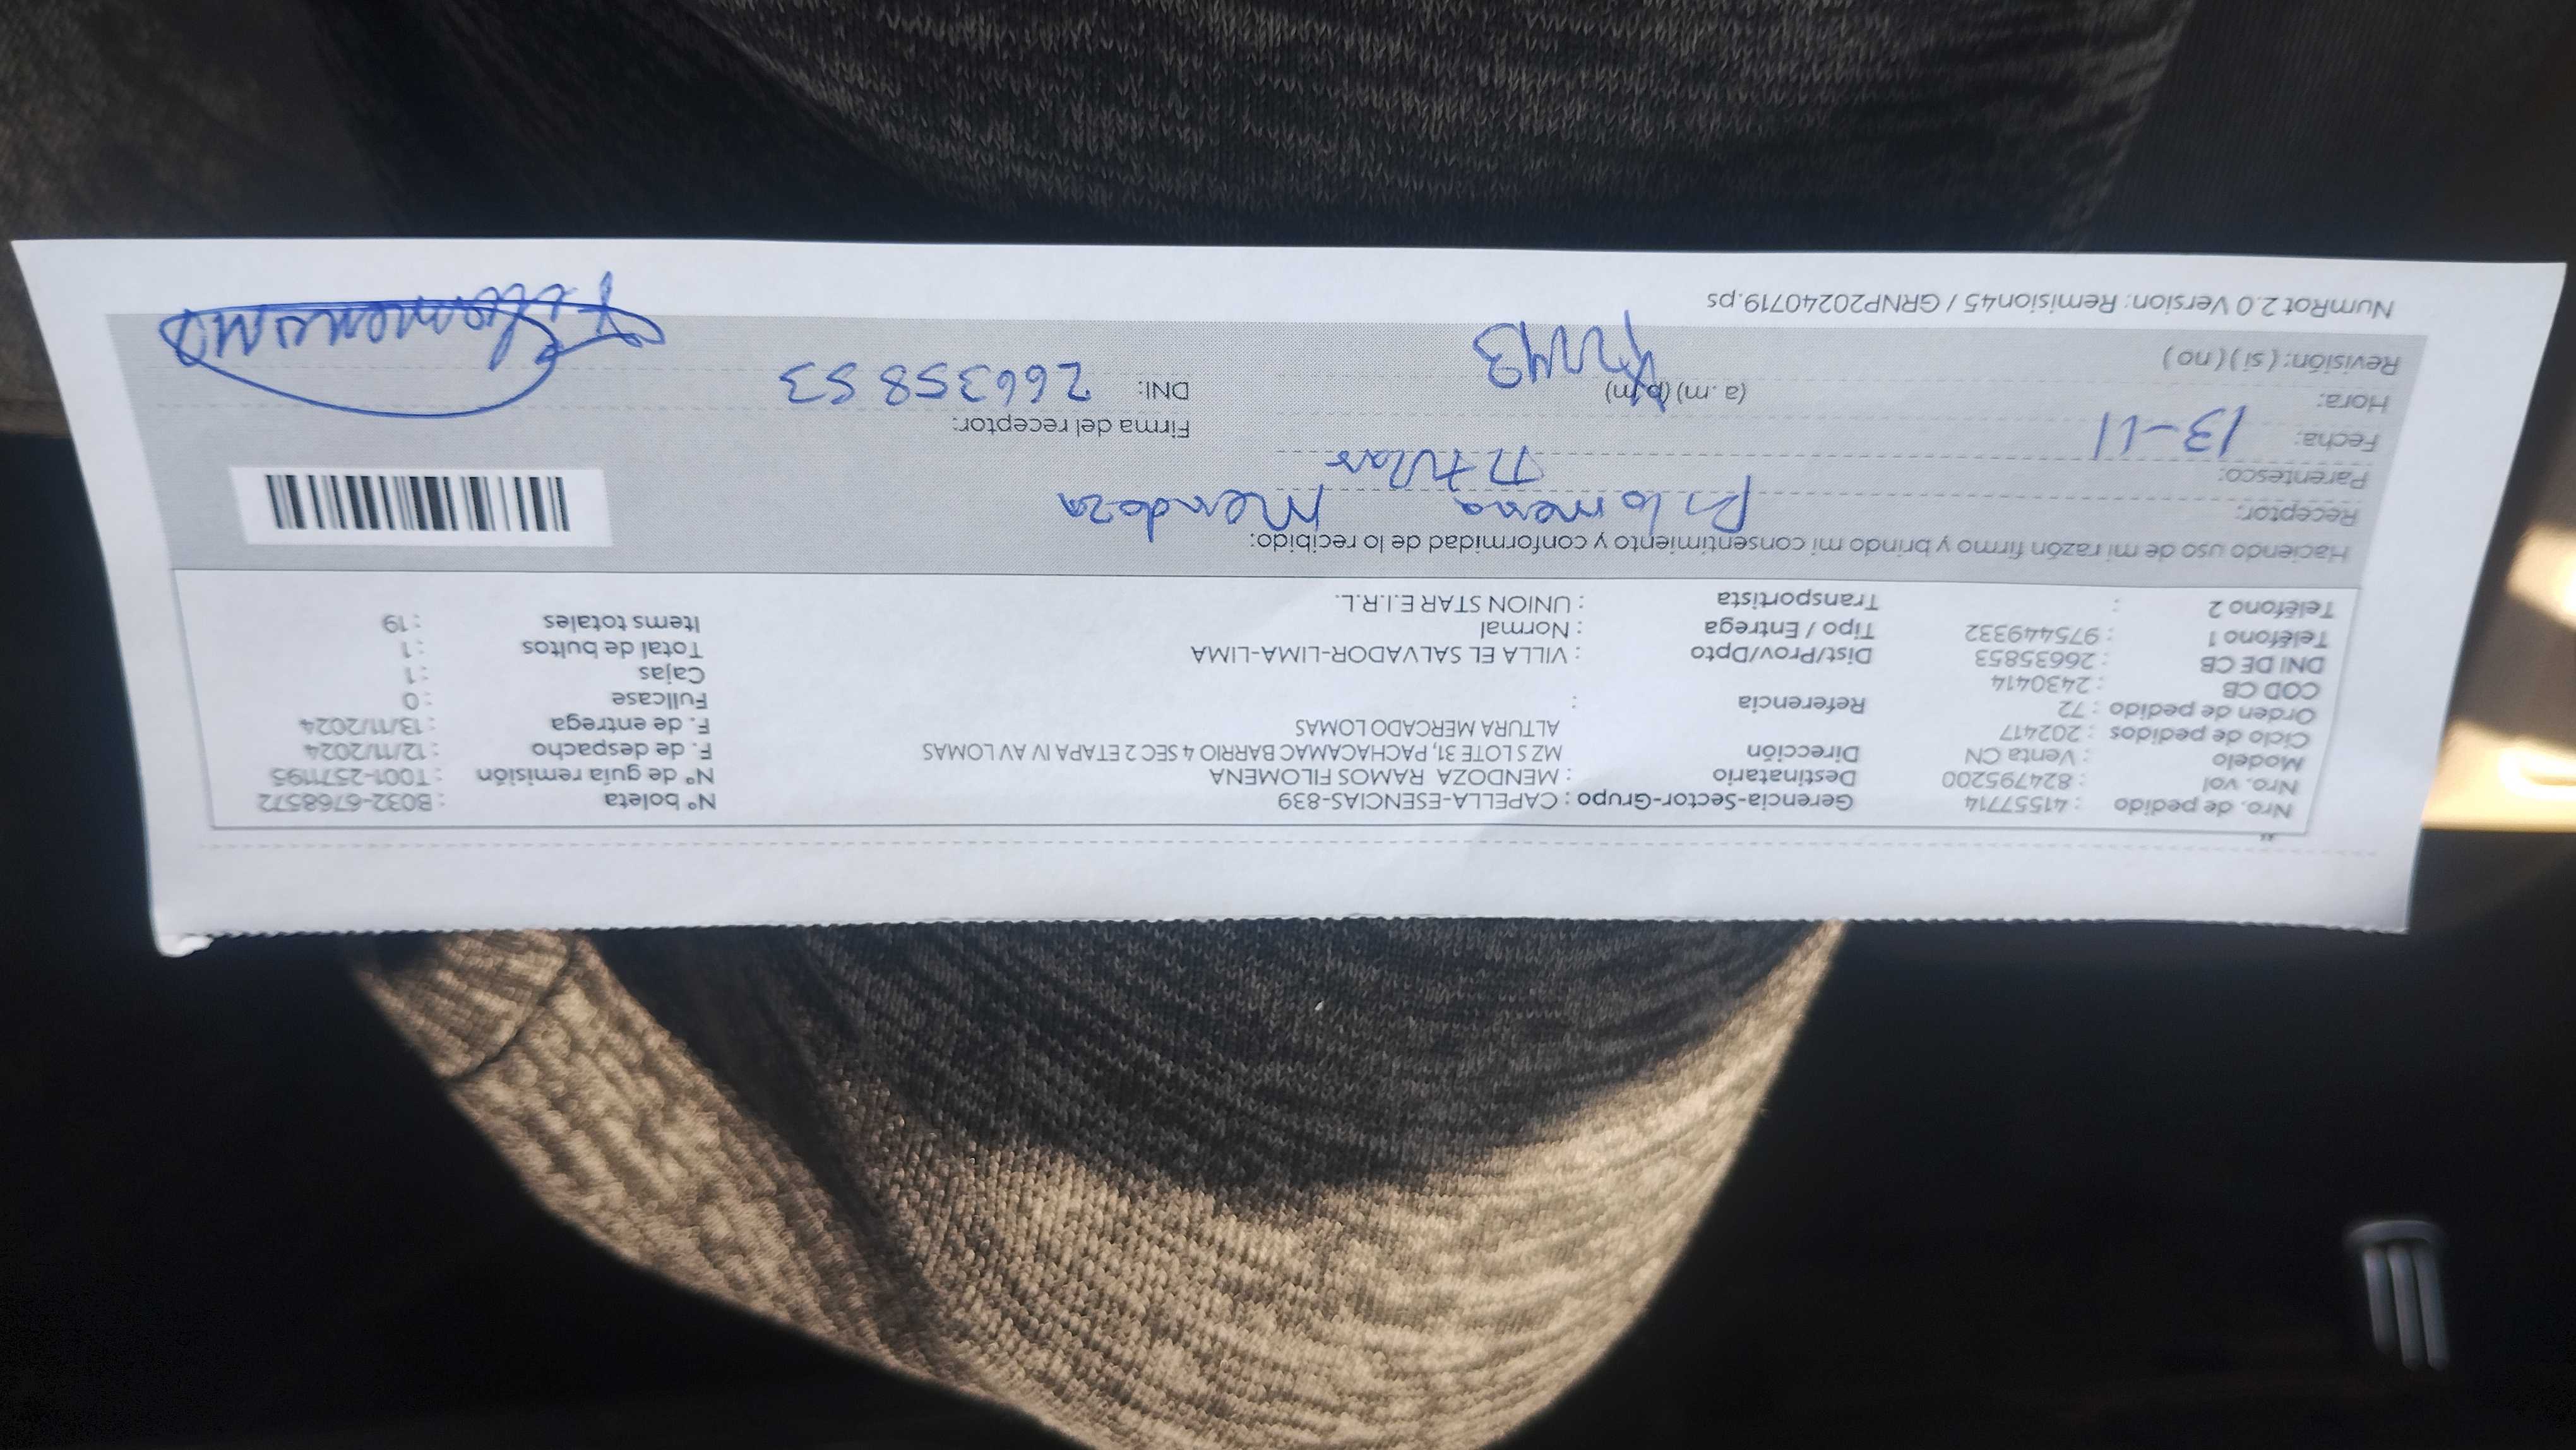 Nro. de pedido : 41557714 Gerencia-Sector-Grupo : CAPELLA-ESENCIAS-839 Nº boleta : B032-6768572
Nro. vol : 824795200 Destinatario : MENDOZA RAMOS FILOMENA Nº de guía remisión : T001-2571195
Modelo : Venta CN Dirección MZ S LOTE 31, PACHACAMAC BARRIO 4 SEC 2 ETAPA IV AV LOMAS F. de despacho : 12/11/2024
Ciclo de pedidos : 202417 ALTURA MERCADO LOMAS F. de entrega : 13/11/2024
Orden de pedido : 72 Referencia : Fullcase : 0
COD CB : 2430414 Cajas : 1
DNI DE CB : 26635853 Dist/Prov/Dpto : VILLA EL SALVADOR-LIMA-LIMA Total de bultos : 1
Teléfono 1 : 975449332 Tipo / Entrega : Normal Items totales : 19
Teléfono 2 : Transportista : UNION STAR E.I.R.L.
Haciendo uso de mi razón firmo y brindo mi consentimiento y conformidad de lo recibido:
Receptor: Filomena Mendoza
Parentesco: Titular
Fecha: 13-11 Firma del receptor:
Hora: (a.m) (p.m) DNI: 26635853
Revisión: ( si ) ( no )
NumRot 2.0 Version: Remision45 / GRNP20240719.ps